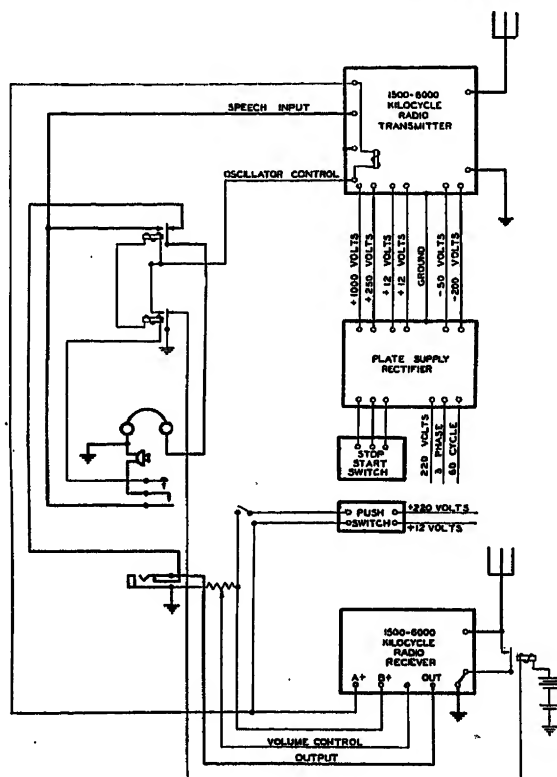 1500-6000
KILOCYCLE
RADIO
TRANSMITTER
SPEECH INPUT
OSCILLATOR CONTROL
+1000 VOLTS
+250 VOLTS
+12 VOLTS
+12 VOLTS
GROUND
-50 VOLTS
-200 VOLTS
PLATE SUPPLY
RECTIFIER
STOP
START
SWITCH
220 VOLTS
3 PHASE
60 CYCLE
PUSH
SWITCH
+220 VOLTS
+12 VOLTS
1500-6000
KILOCYCLE
RADIO
RECIEVER
A+ B+ OUT
VOLUME CONTROL
OUTPUT